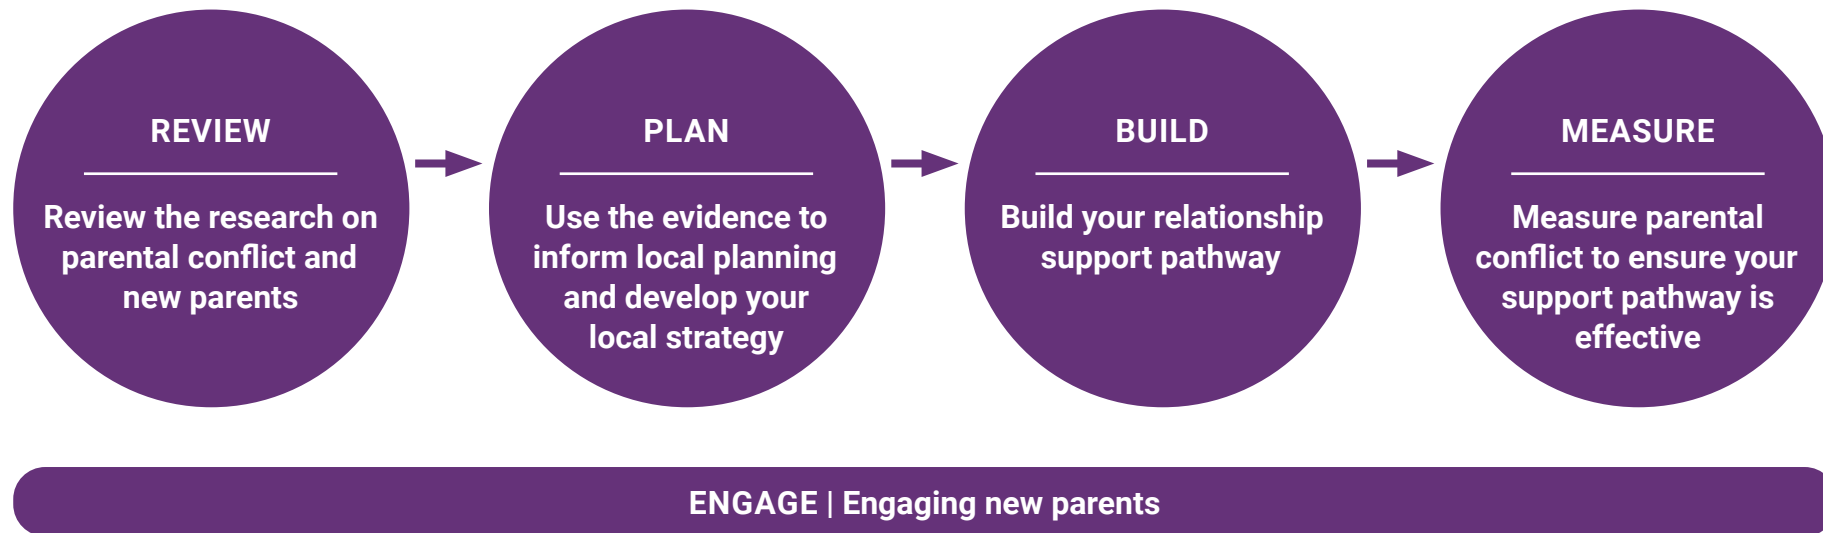 REVIEW
Review the research on
parental conflict and
new parents
PLAN
Use the evidence to
inform local planning
and develop your
local strategy
BUILD
Build your relationship
support pathway
MEASURE
Measure parental
conflict to ensure your
support pathway is
effective
ENGAGE | Engaging new parents